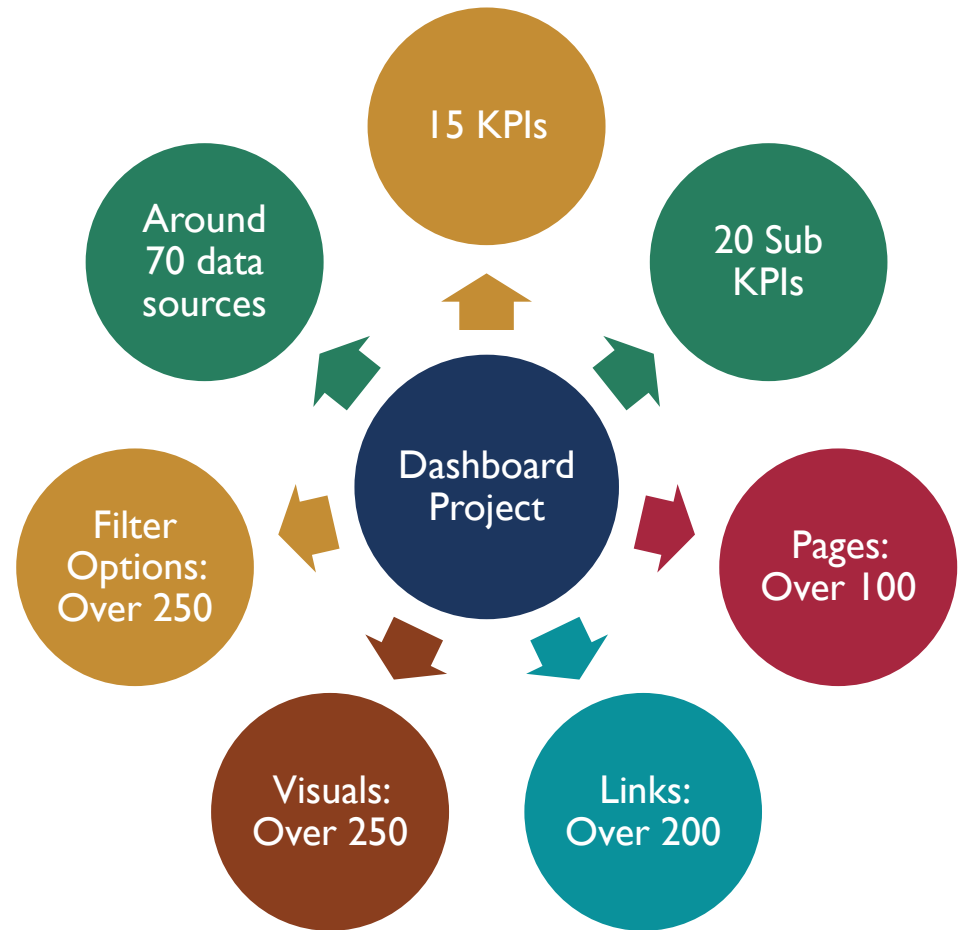 15 KPIs
20 Sub
KPIs
Pages:
Over 100
Links:
Over 200
Visuals:
Over 250
Filter
Options:
Over 250
Around
70 data
sources
Dashboard
Project